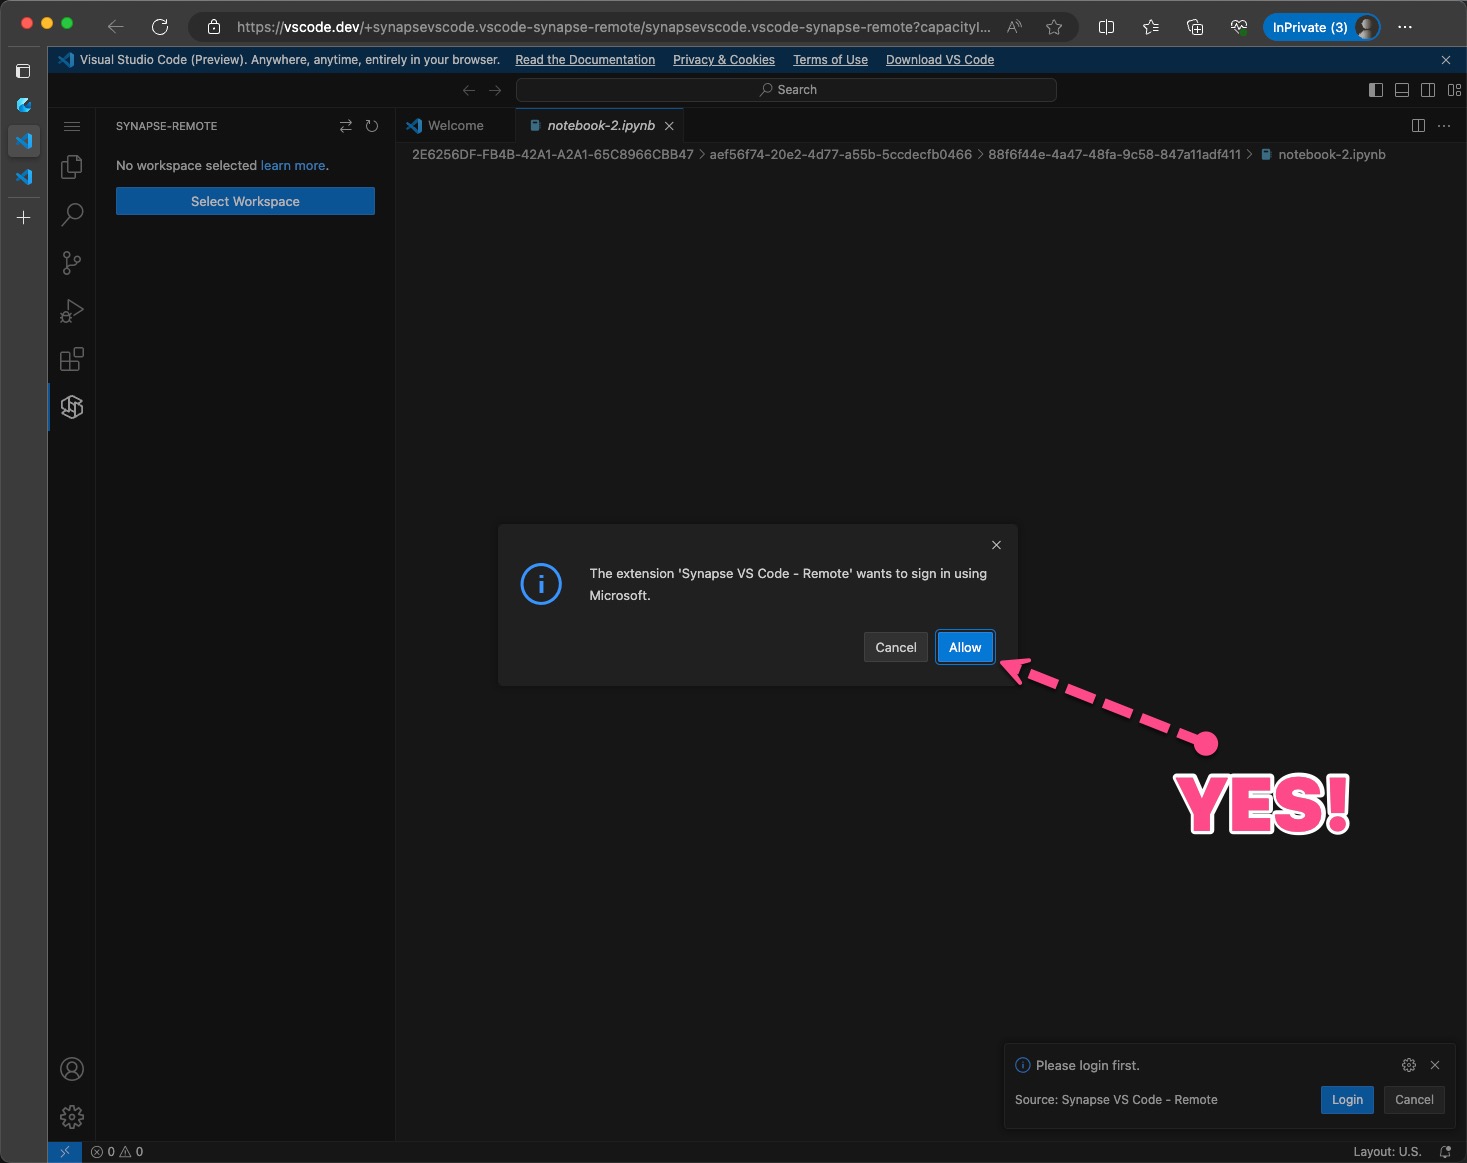 https://vscode.dev/+synapsevscode.vscode-synapse-remote/synapsevscode.vscode-synapse-remote?capacityI...
InPrivate (3)
Visual Studio Code (Preview). Anywhere, anytime, entirely in your browser. Read the Documentation Privacy & Cookies Terms of Use Download VS Code
Search
SYNAPSE-REMOTE
Welcome
notebook-2.ipynb
2E6256DF-FB4B-42A1-A2A1-65C8966CBB47 > aef56f74-20e2-4d77-a55b-5ccdecfb0466 > 88f6f44e-4a47-48fa-9c58-847a11adf411 > notebook-2.ipynb
No workspace selected learn more.
Select Workspace
The extension 'Synapse VS Code - Remote' wants to sign in using
Microsoft.
Cancel
Allow
YES!
Please login first.
Source: Synapse VS Code - Remote
Login
Cancel
0 0
Layout: U.S.